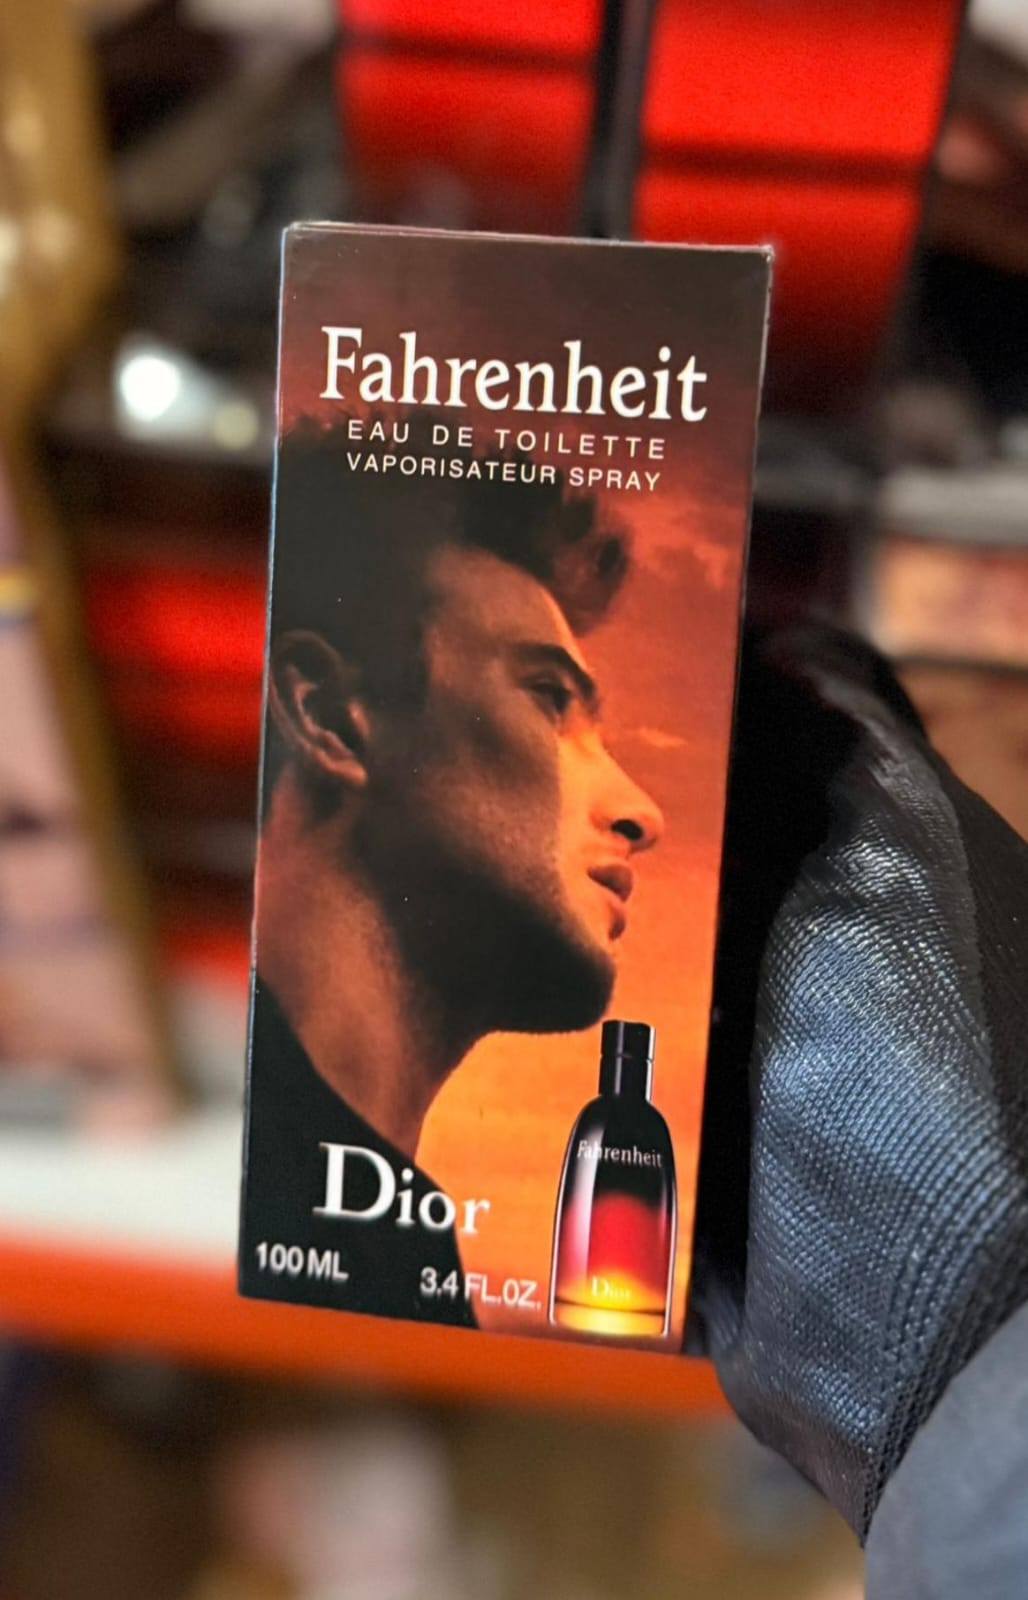 Fahrenheit
EAU DE TOILETTE
VAPORISATEUR SPRAY
Fahrenheit
Dior
Dior
100 ML
3.4 FL.OZ.